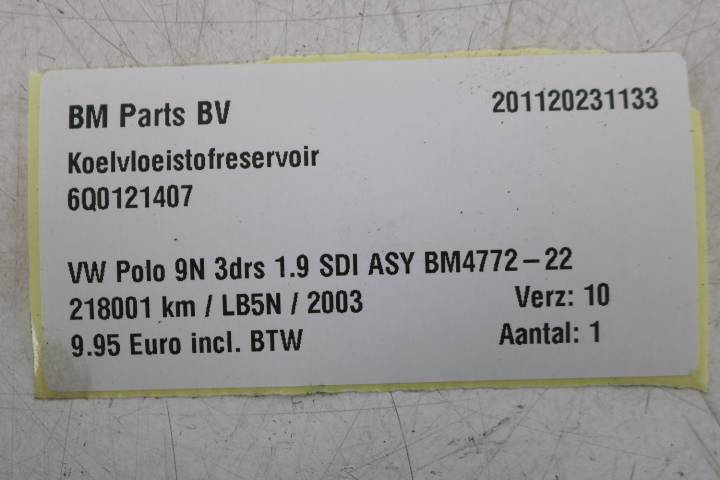 BM Parts BV 201120231133
Koelvloeistofreservoir
6Q0121407
VW Polo 9N 3drs 1.9 SDI ASY BM4772-22
218001 km / LB5N / 2003 Verz: 10
9.95 Euro incl. BTW Aantal: 1